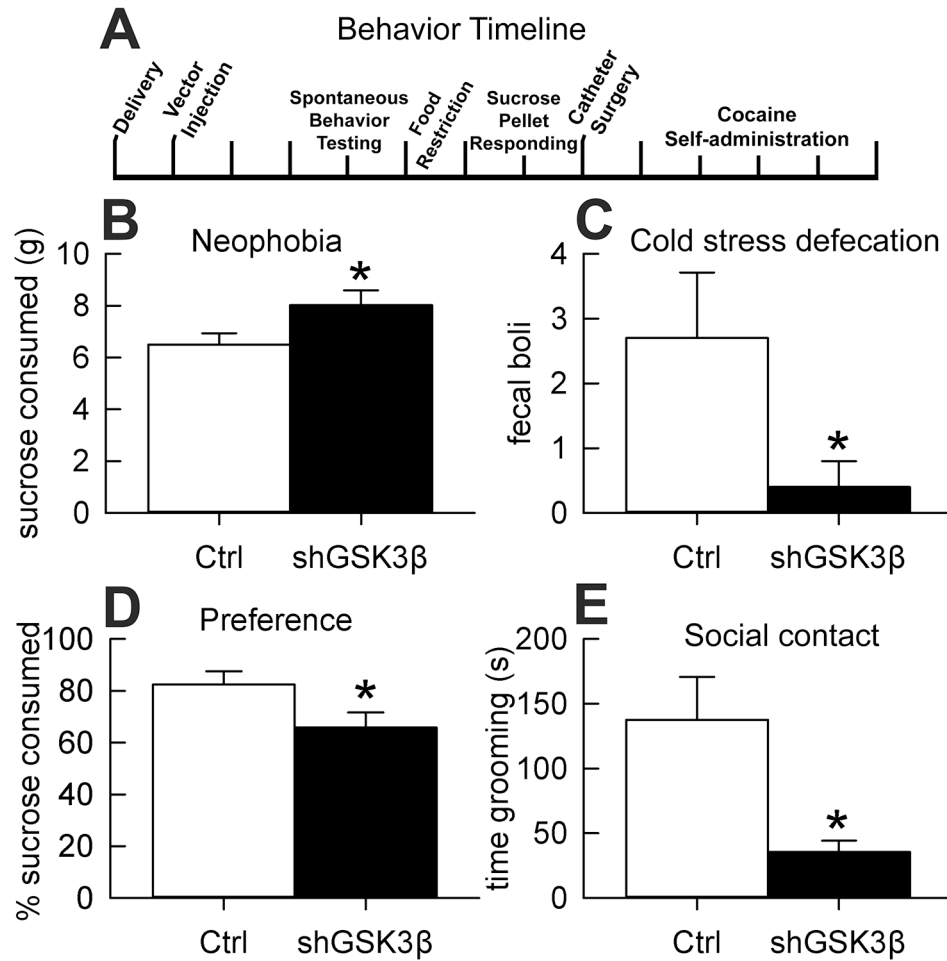 A
Behavior Timeline
Delivery
Vector
Injection
Spontaneous
Behavior
Testing
Food
Restriction
Sucrose
Pellet
Responding
Catheter
Surgery
Cocaine
Self-administration
B
Neophobia
sucrose consumed (g)
10
8
6
4
2
0
*
Ctrl
shGSK3β
C
Cold stress defecation
fecal boli
4
3
2
1
0
*
Ctrl
shGSK3β
D
Preference
% sucrose consumed
100
80
60
40
20
0
*
Ctrl
shGSK3β
E
Social contact
time grooming (s)
200
150
100
50
0
*
Ctrl
shGSK3β